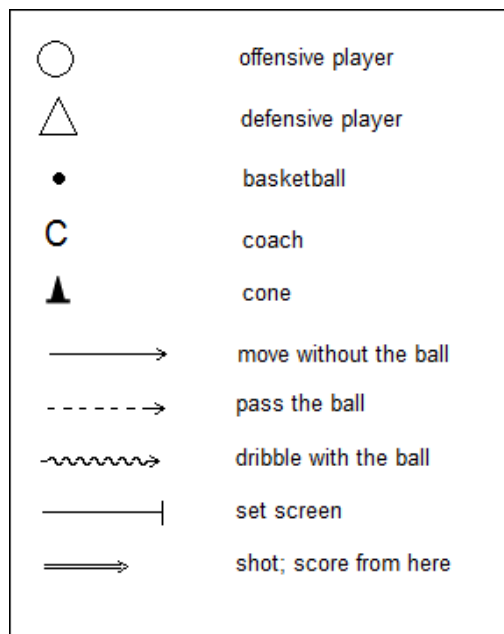 offensive player
defensive player
basketball
C coach
cone
move without the ball
pass the ball
dribble with the ball
set screen
shot; score from here